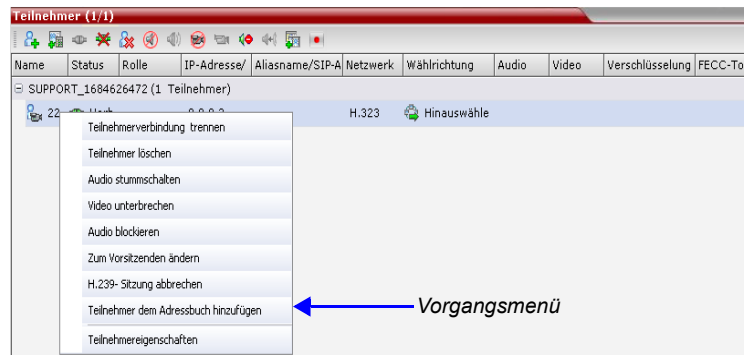 Teilnehmer (1/1)
Name Status Rolle IP-Adresse/ Aliasname/SIP-A Netzwerk Wählrichtung Audio Video Verschlüsselung FECC-To
SUPPORT_1684626472 (1 Teilnehmer)
22 H.323 Hinauswähle
Teilnehmerverbindung trennen
Teilnehmer löschen
Audio stummschalten
Video unterbrechen
Audio blockieren
Zum Vorsitzenden ändern
H.239- Sitzung abbrechen
Teilnehmer dem Adressbuch hinzufügen
Vorgangsmenü
Teilnehmereigenschaften